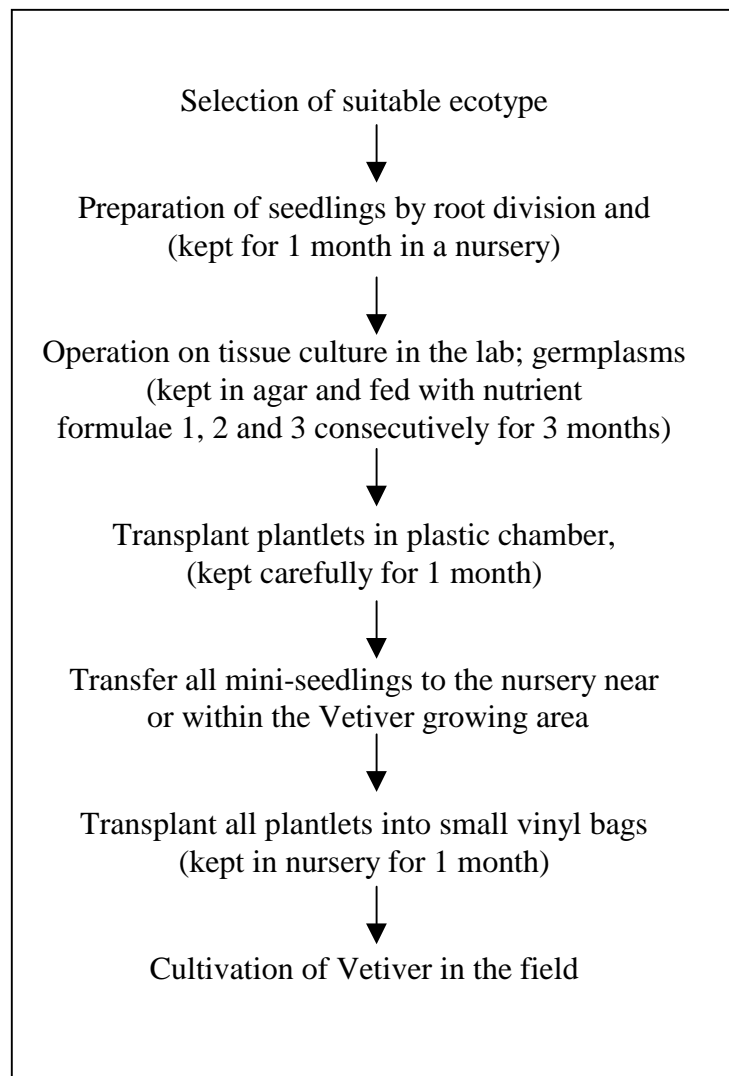 Selection of suitable ecotype
Preparation of seedlings by root division and
(kept for 1 month in a nursery)
Operation on tissue culture in the lab; germplasms
(kept in agar and fed with nutrient
formulae 1, 2 and 3 consecutively for 3 months)
Transplant plantlets in plastic chamber,
(kept carefully for 1 month)
Transfer all mini-seedlings to the nursery near
or within the Vetiver growing area
Transplant all plantlets into small vinyl bags
(kept in nursery for 1 month)
Cultivation of Vetiver in the field